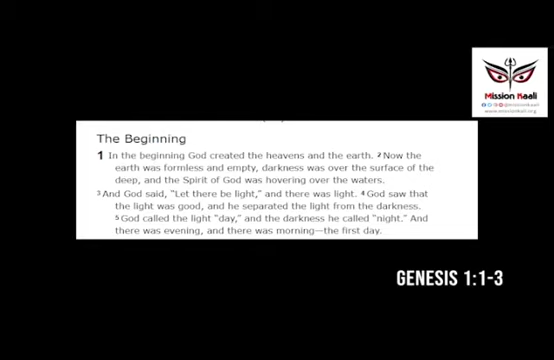 Mission Kaali
@missionkaali
www.missionkali.org
The Beginning
1 In the beginning God created the heavens and the earth. 2 Now the
earth was formless and empty, darkness was over the surface of the
deep, and the Spirit of God was hovering over the waters.
3 And God said, “Let there be light,” and there was light. 4 God saw that
the light was good, and he separated the light from the darkness.
5 God called the light “day,” and the darkness he called “night.” And
there was evening, and there was morning—the first day.
GENESIS 1:1-3